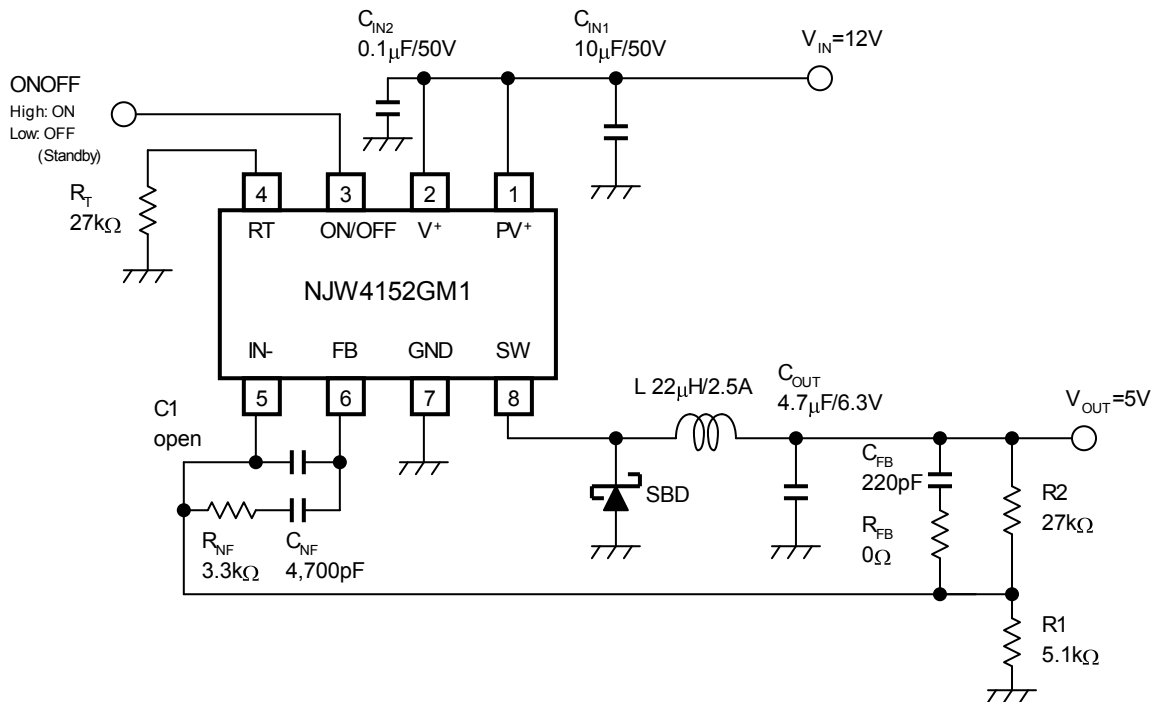 C_IN2
0.1μF/50V
C_IN1
10μF/50V
V_IN=12V
ONOFF
High: ON
Low: OFF
(Standby)
R_T
27kΩ
4
3
2
1
RT
ON/OFF
V⁺
PV⁺
NJW4152GM1
IN-
FB
GND
SW
5
6
7
8
C1
open
R_NF
3.3kΩ
C_NF
4,700pF
L 22μH/2.5A
SBD
C_OUT
4.7μF/6.3V
V_OUT=5V
C_FB
220pF
R_FB
0Ω
R2
27kΩ
R1
5.1kΩ